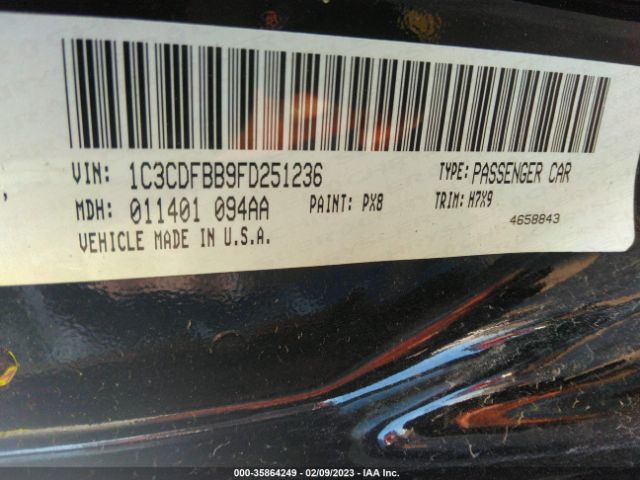 VIN: 1C3CDFBB9FD251236 TYPE: PASSENGER CAR
MDH: 011401 094AA PAINT: PX8 TRIM: H7X9
VEHICLE MADE IN U.S.A. 4658843
000-35864249 - 02/09/2023 - IAA Inc.